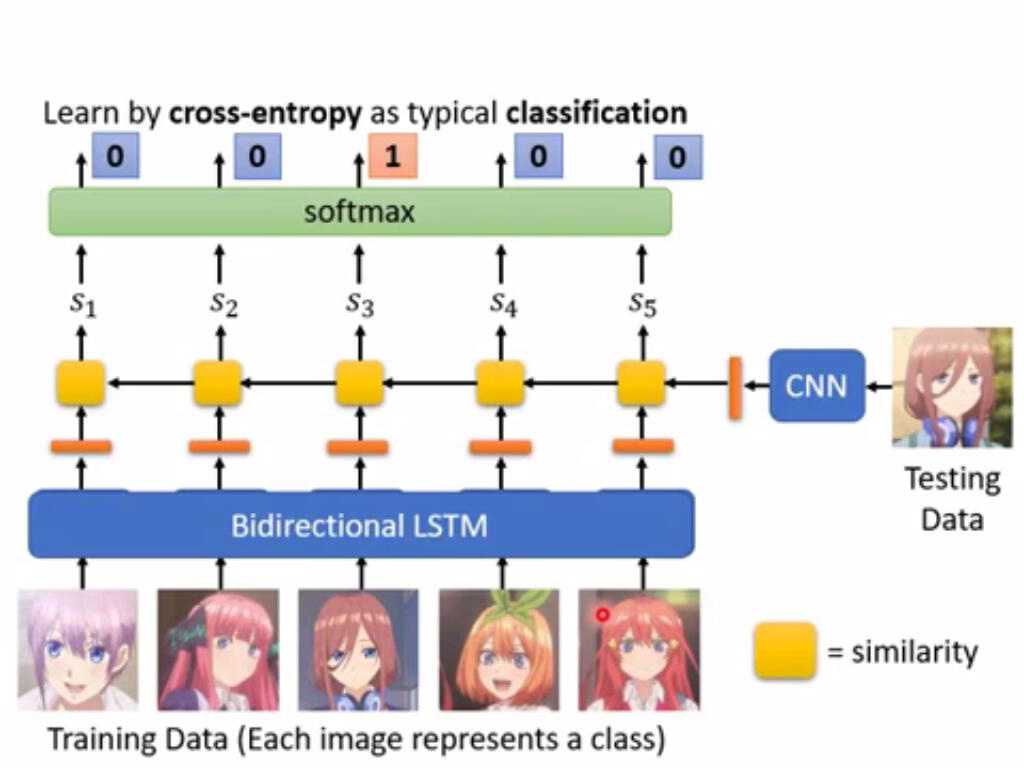 Learn by cross-entropy as typical classification
0 0 1 0 0
softmax
s₁ s₂ s₃ s₄ s₅
CNN
Testing
Data
Bidirectional LSTM
= similarity
Training Data (Each image represents a class)